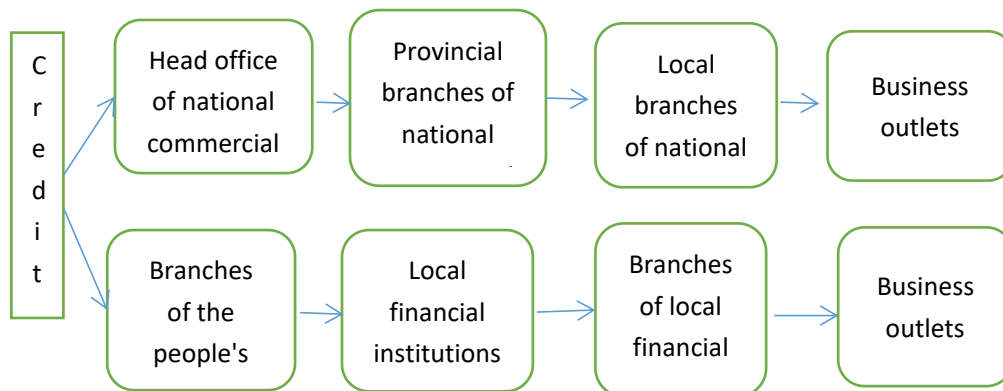 C
r
e
d
i
t
Head office
of national
commercial
Provincial
branches of
national
Local
branches
of national
Business
outlets
Branches
of the
people's
Local
financial
institutions
Branches
of local
financial
Business
outlets